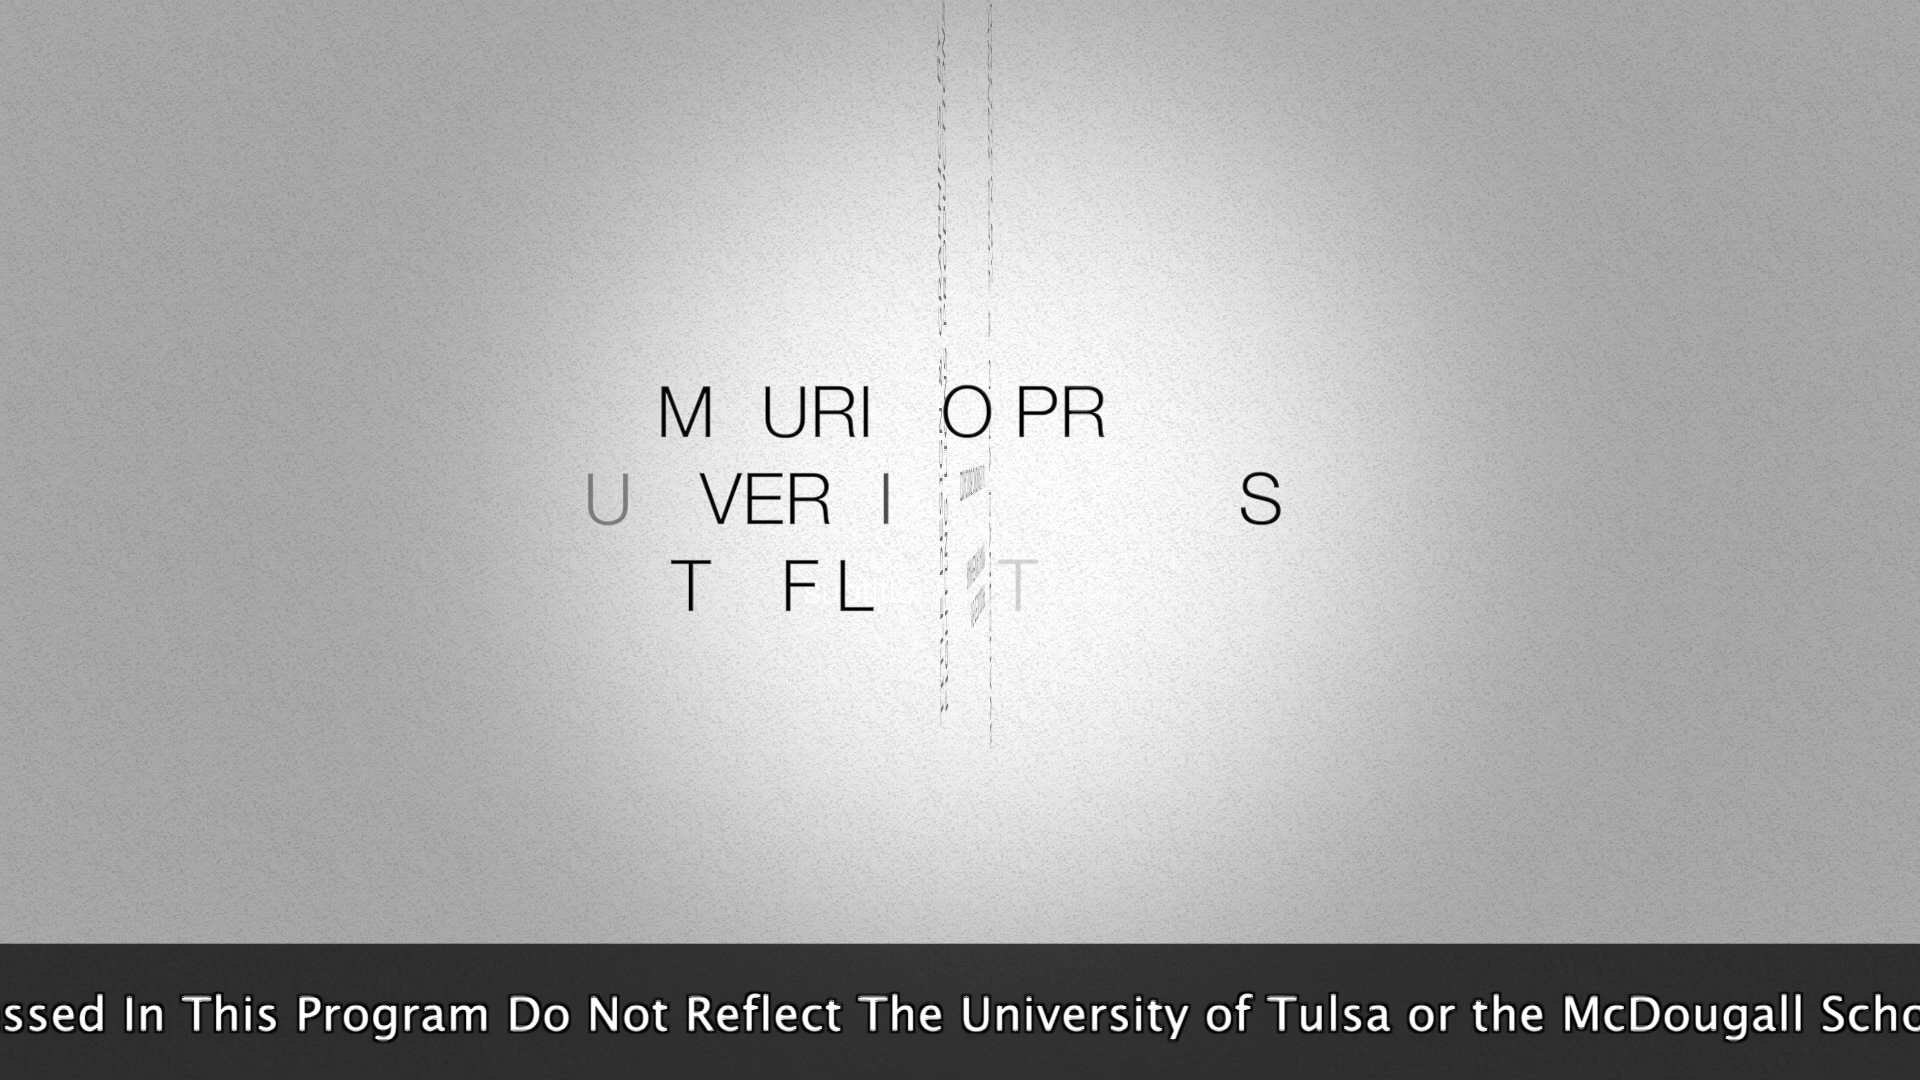 M URI O PR
U VER I S
T F L T
ssed In This Program Do Not Reflect The University of Tulsa or the McDougall Scho